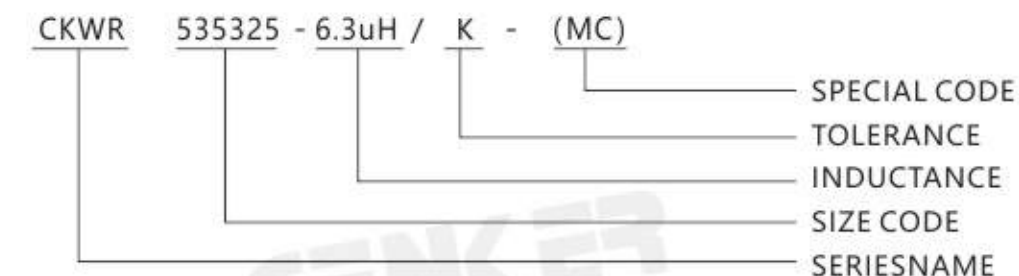 CKWR 535325 - 6.3uH / K - (MC)
SPECIAL CODE
TOLERANCE
INDUCTANCE
SIZE CODE
SERIESNAME